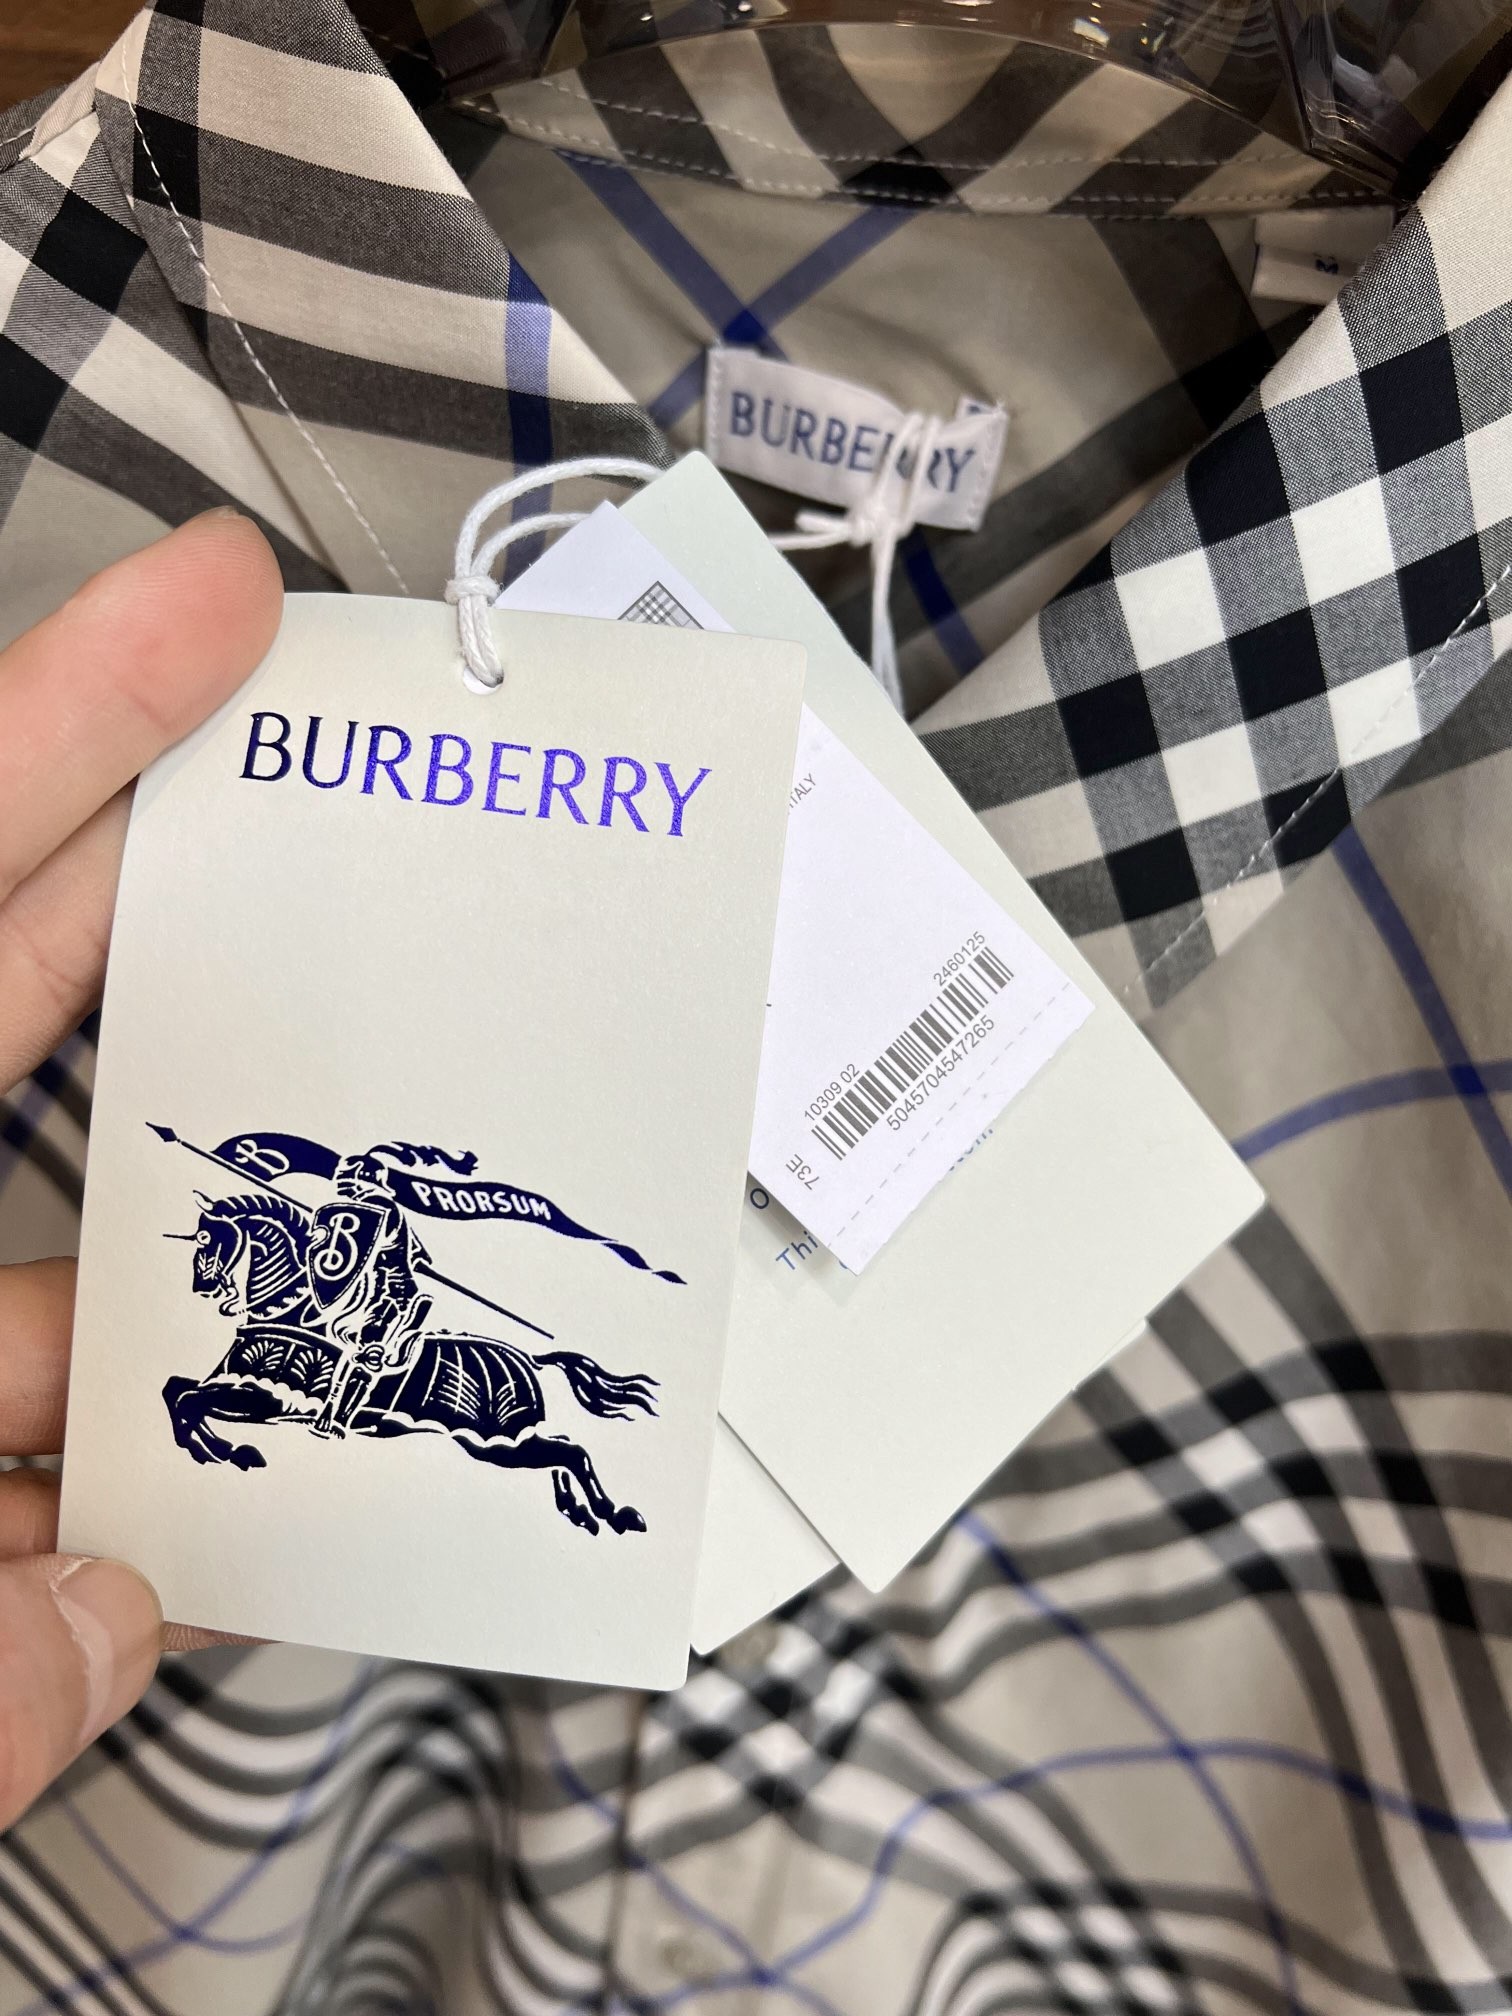 M
BURBERRY
BURBERRY
ITALY
2460125
10309 02
5045704547265
73E
B
PRORSUM
B
Thi